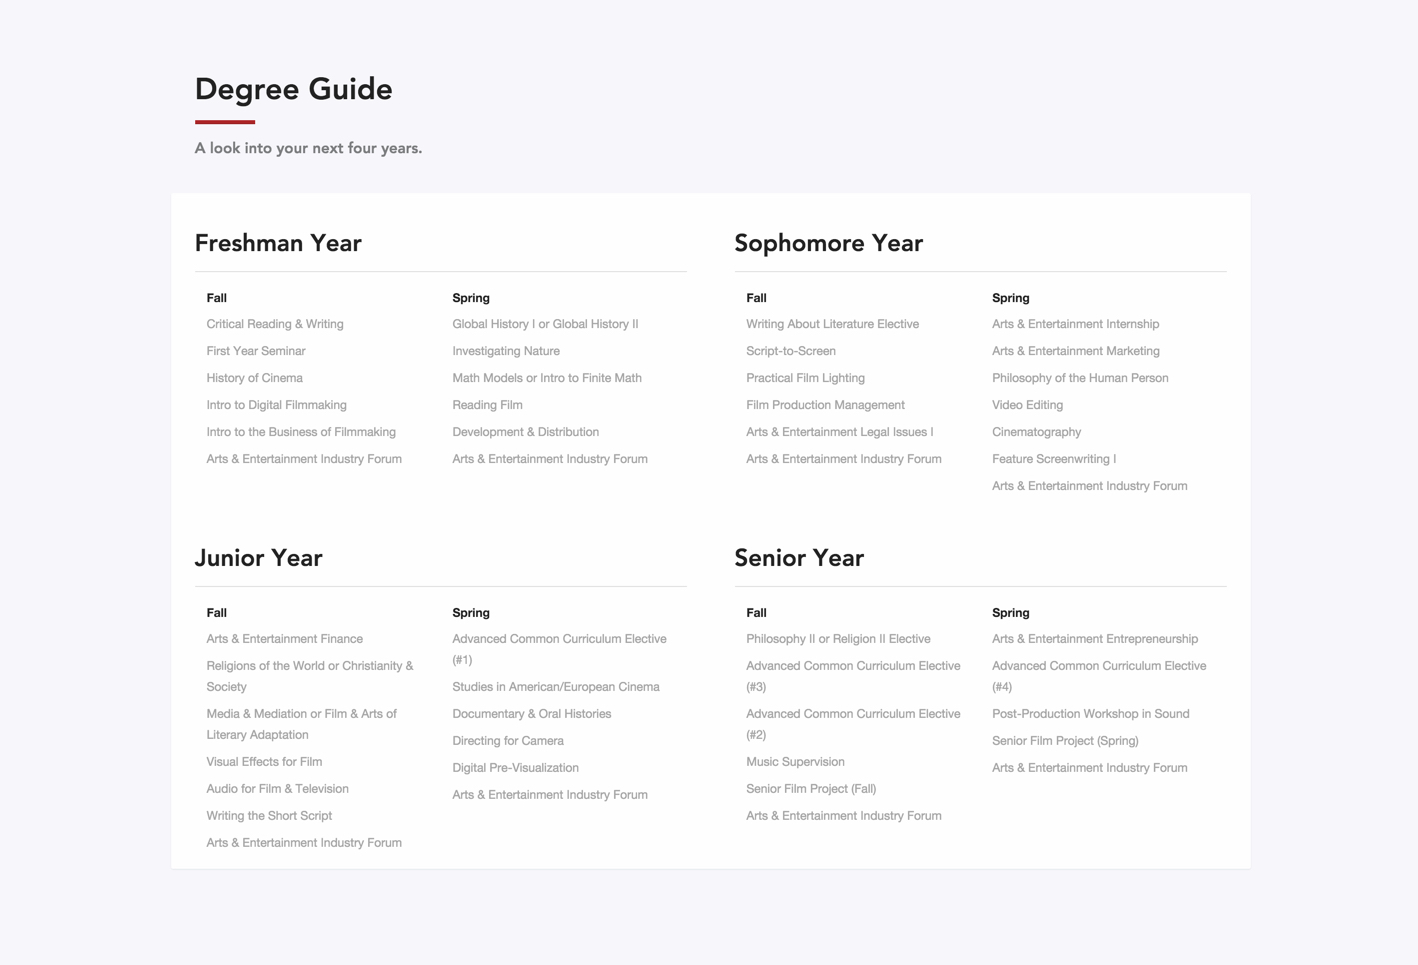 Degree Guide
A look into your next four years.
Freshman Year
Fall
Critical Reading & Writing
First Year Seminar
History of Cinema
Intro to Digital Filmmaking
Intro to the Business of Filmmaking
Arts & Entertainment Industry Forum
Spring
Global History I or Global History II
Investigating Nature
Math Models or Intro to Finite Math
Reading Film
Development & Distribution
Arts & Entertainment Industry Forum
Sophomore Year
Fall
Writing About Literature Elective
Script-to-Screen
Practical Film Lighting
Film Production Management
Arts & Entertainment Legal Issues I
Arts & Entertainment Industry Forum
Spring
Arts & Entertainment Internship
Arts & Entertainment Marketing
Philosophy of the Human Person
Video Editing
Cinematography
Feature Screenwriting I
Arts & Entertainment Industry Forum
Junior Year
Fall
Arts & Entertainment Finance
Religions of the World or Christianity &
Society
Media & Mediation or Film & Arts of
Literary Adaptation
Visual Effects for Film
Audio for Film & Television
Writing the Short Script
Arts & Entertainment Industry Forum
Spring
Advanced Common Curriculum Elective
(#1)
Studies in American/European Cinema
Documentary & Oral Histories
Directing for Camera
Digital Pre-Visualization
Arts & Entertainment Industry Forum
Senior Year
Fall
Philosophy II or Religion II Elective
Advanced Common Curriculum Elective
(#3)
Advanced Common Curriculum Elective
(#2)
Music Supervision
Senior Film Project (Fall)
Arts & Entertainment Industry Forum
Spring
Arts & Entertainment Entrepreneurship
Advanced Common Curriculum Elective
(#4)
Post-Production Workshop in Sound
Senior Film Project (Spring)
Arts & Entertainment Industry Forum